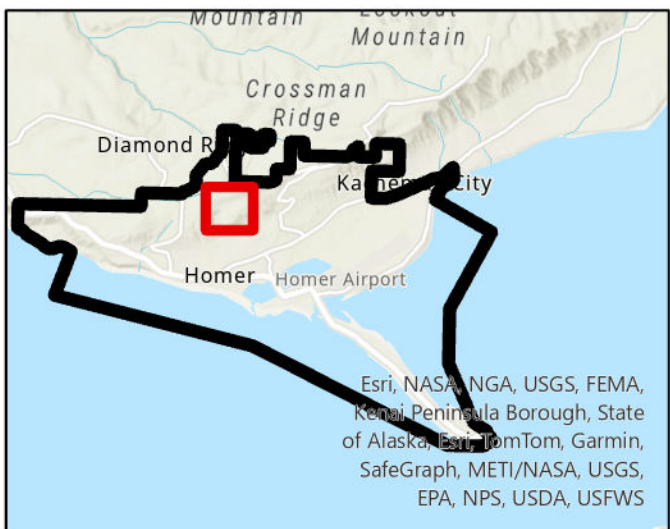 Mountain
Mountain
Crossman
Ridge
Diamond
City
Homer
Homer Airport
Esri, NASA, NGA, USGS, FEMA,
Kenai Peninsula Borough, State
of Alaska, Esri, TomTom, Garmin,
SafeGraph, METI/NASA, USGS,
EPA, NPS, USDA, USFWS